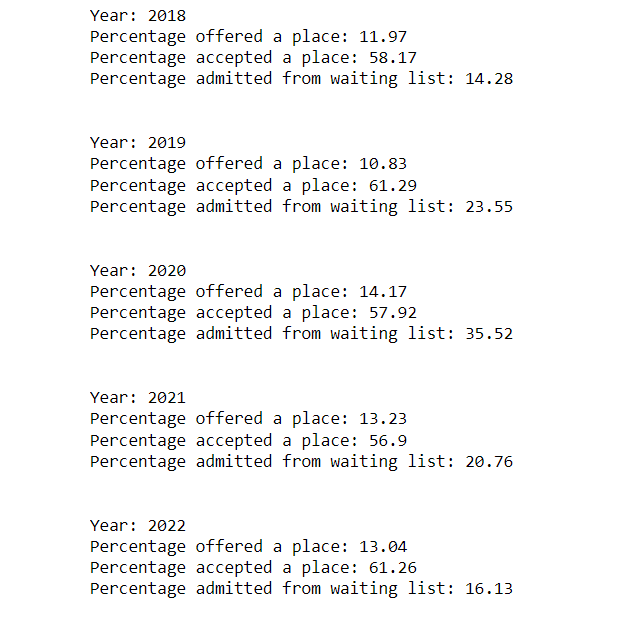 Year: 2018
Percentage offered a place: 11.97
Percentage accepted a place: 58.17
Percentage admitted from waiting list: 14.28
Year: 2019
Percentage offered a place: 10.83
Percentage accepted a place: 61.29
Percentage admitted from waiting list: 23.55
Year: 2020
Percentage offered a place: 14.17
Percentage accepted a place: 57.92
Percentage admitted from waiting list: 35.52
Year: 2021
Percentage offered a place: 13.23
Percentage accepted a place: 56.9
Percentage admitted from waiting list: 20.76
Year: 2022
Percentage offered a place: 13.04
Percentage accepted a place: 61.26
Percentage admitted from waiting list: 16.13